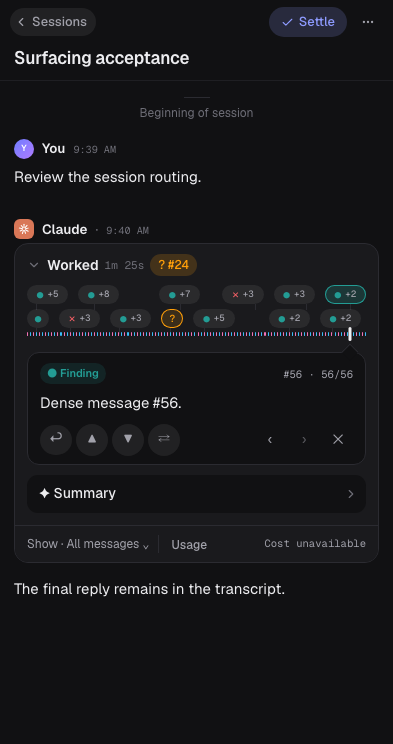 Sessions
Settle
Surfacing acceptance
Beginning of session
Y You 9:39 AM
Review the session routing.
Claude · 9:40 AM
Worked 1m 25s ? #24
+5 +8 +7 × +3 +3 +2
× +3 +3 ? +5 +2 +2
Finding #56 · 56/56
Dense message #56.
Summary
Show · All messages Usage Cost unavailable
The final reply remains in the transcript.